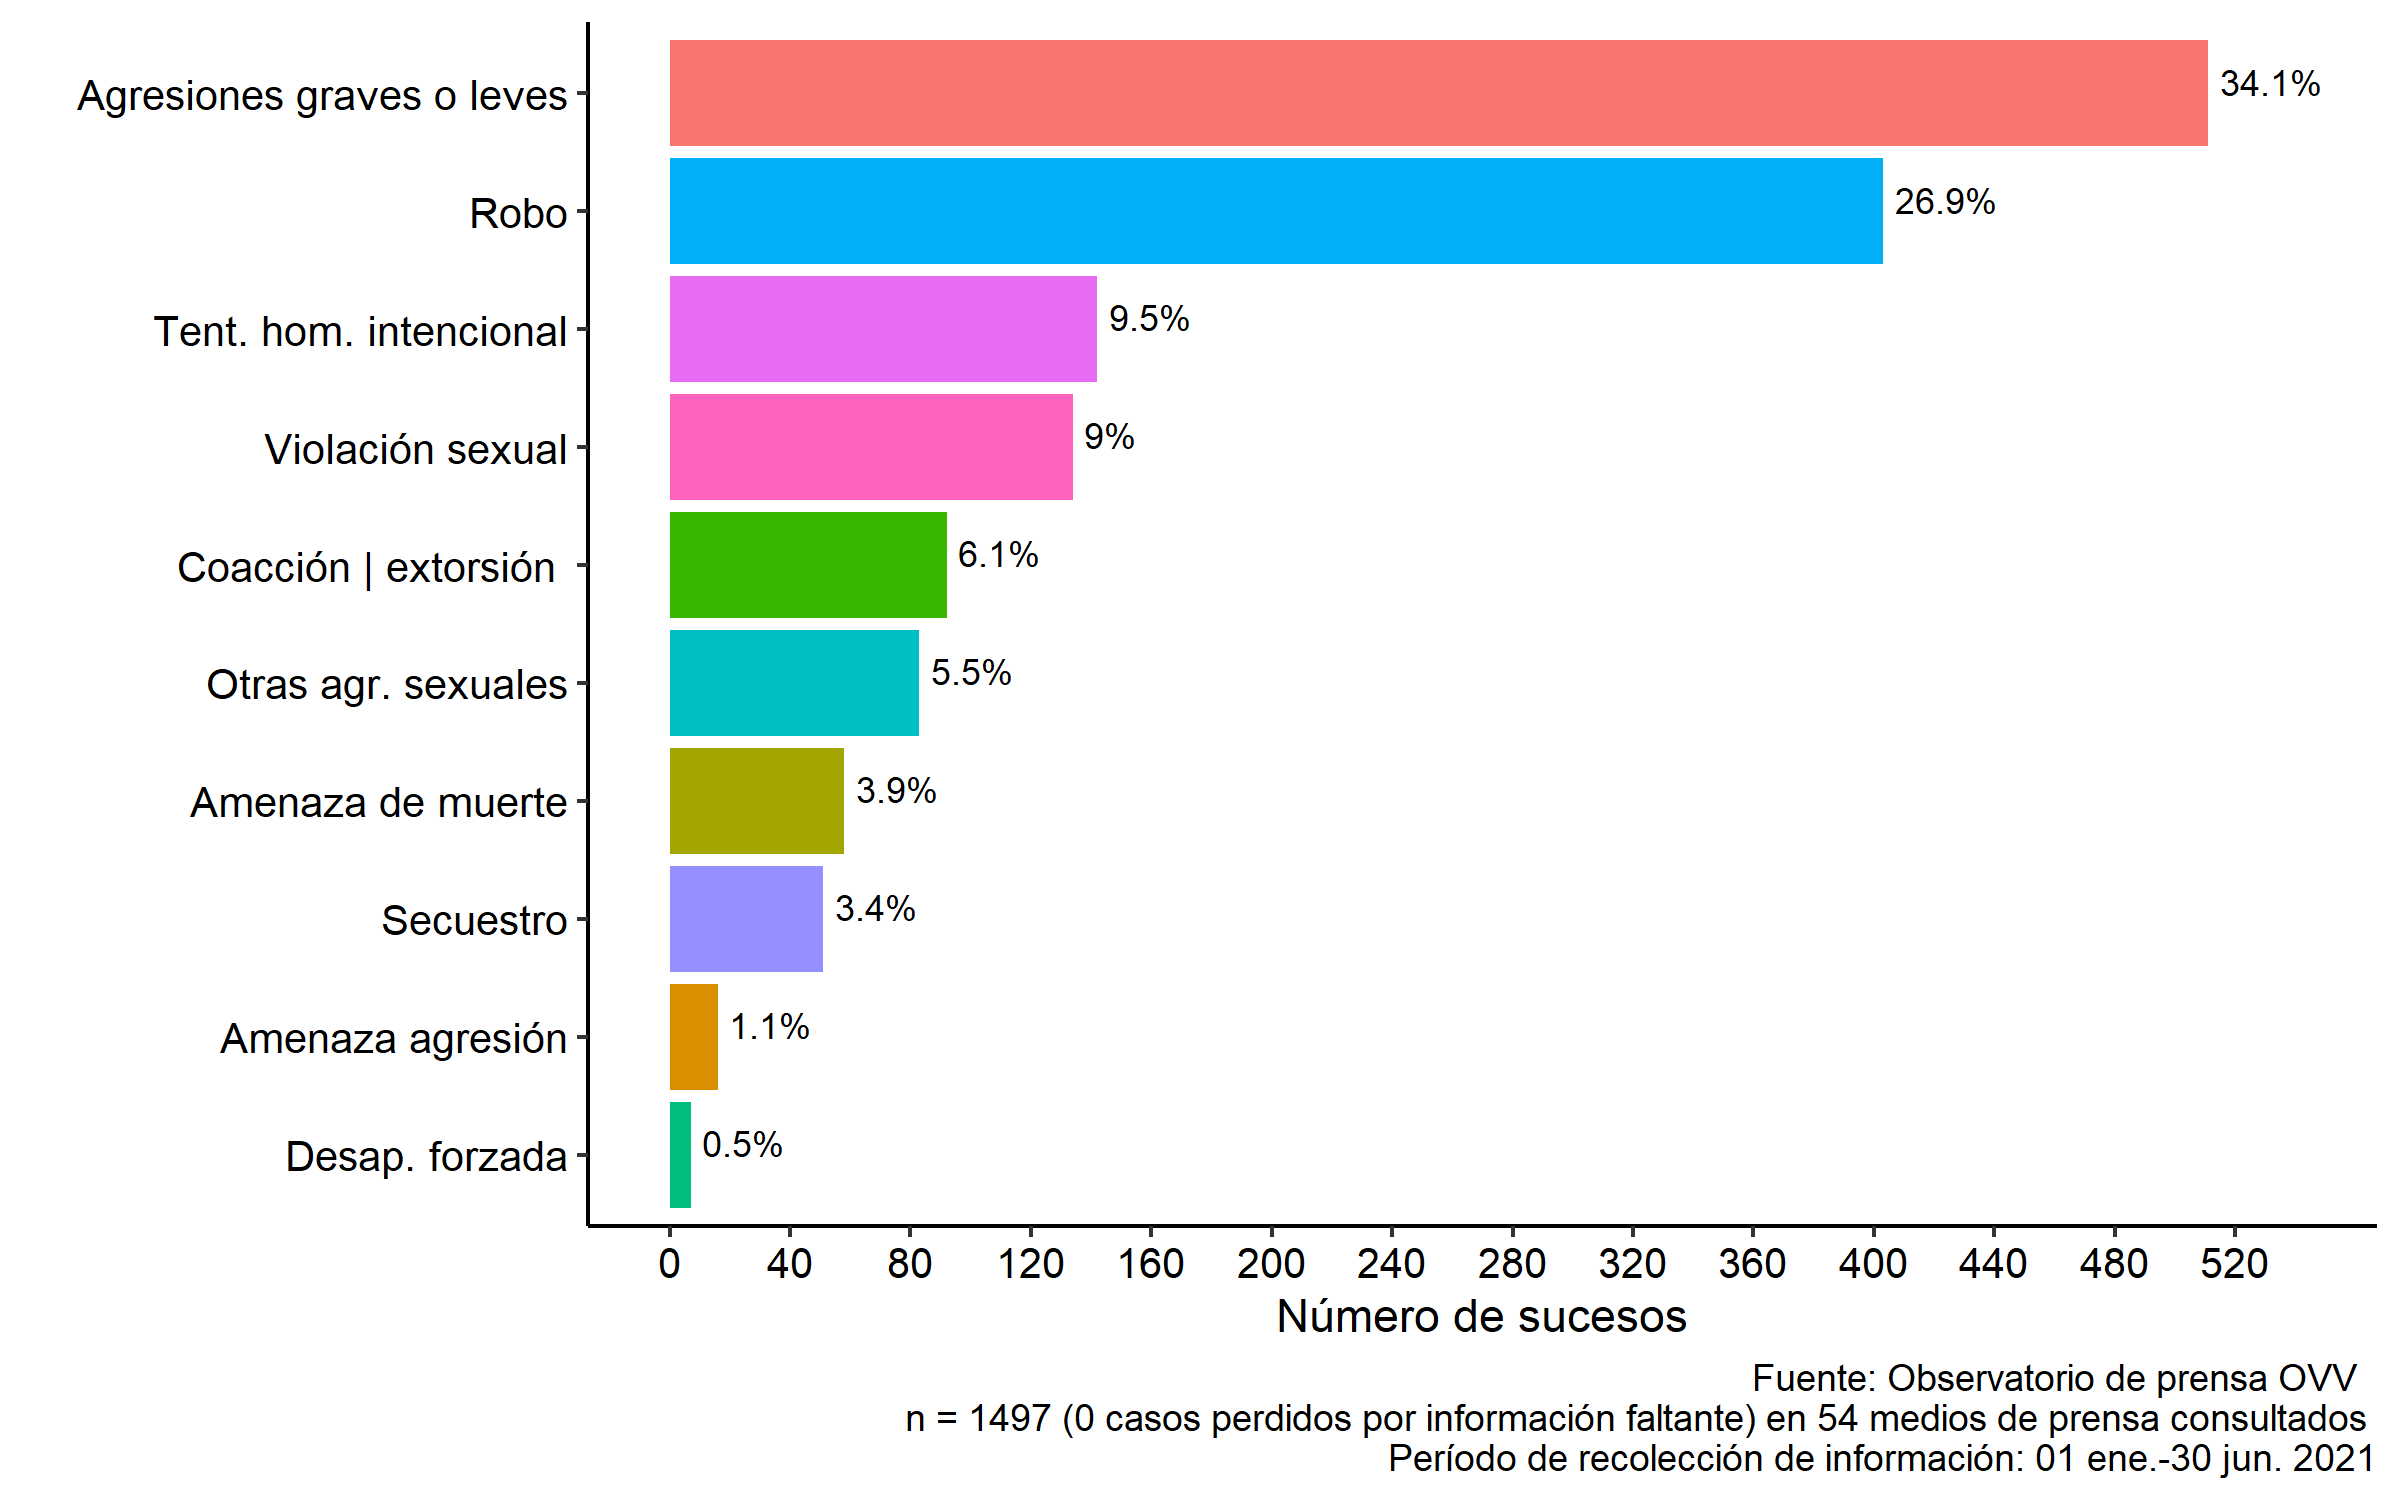 Agresiones graves o leves 34.1%
Robo 26.9%
Tent. hom. intencional 9.5%
Violación sexual 9%
Coacción | extorsión 6.1%
Otras agr. sexuales 5.5%
Amenaza de muerte 3.9%
Secuestro 3.4%
Amenaza agresión 1.1%
Desap. forzada 0.5%
0 40 80 120 160 200 240 280 320 360 400 440 480 520
Número de sucesos
Fuente: Observatorio de prensa OVV
n = 1497 (0 casos perdidos por información faltante) en 54 medios de prensa consultados
Período de recolección de información: 01 ene.-30 jun. 2021